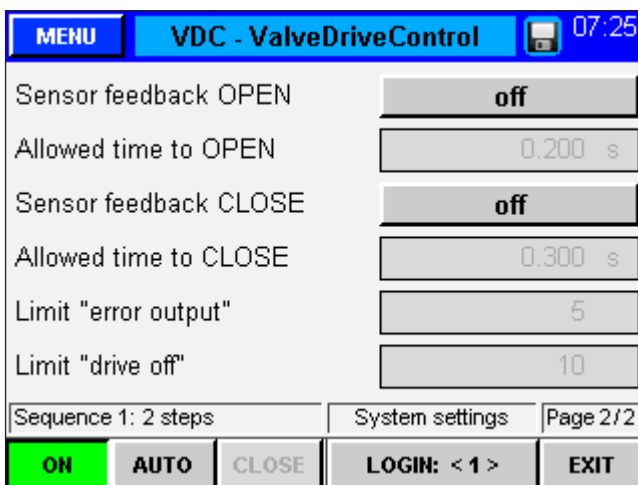 MENU VDC - ValveDriveControl 07:25
Sensor feedback OPEN off
Allowed time to OPEN 0.200 s
Sensor feedback CLOSE off
Allowed time to CLOSE 0.300 s
Limit "error output" 5
Limit "drive off" 10
Sequence 1: 2 steps System settings Page 2/2
ON AUTO CLOSE LOGIN: < 1 > EXIT